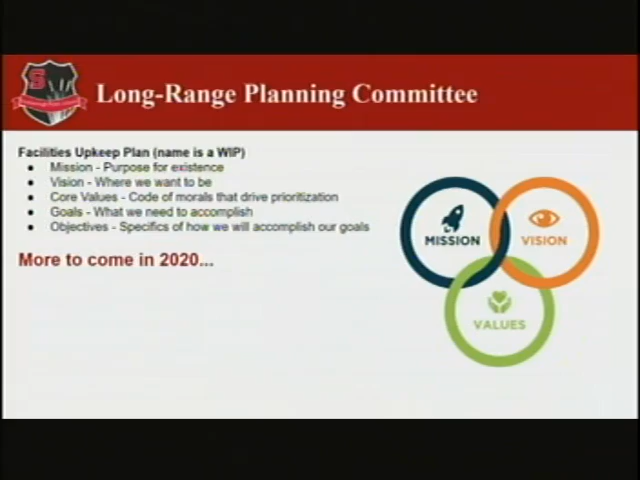 S
Long-Range Planning Committee
Facilities Upkeep Plan (name is a WIP)
● Mission - Purpose for existence
● Vision - Where we want to be
● Core Values - Code of morals that drive prioritization
● Goals - What we need to accomplish
● Objectives - Specifics of how we will accomplish our goals
More to come in 2020...
MISSION
VISION
VALUES